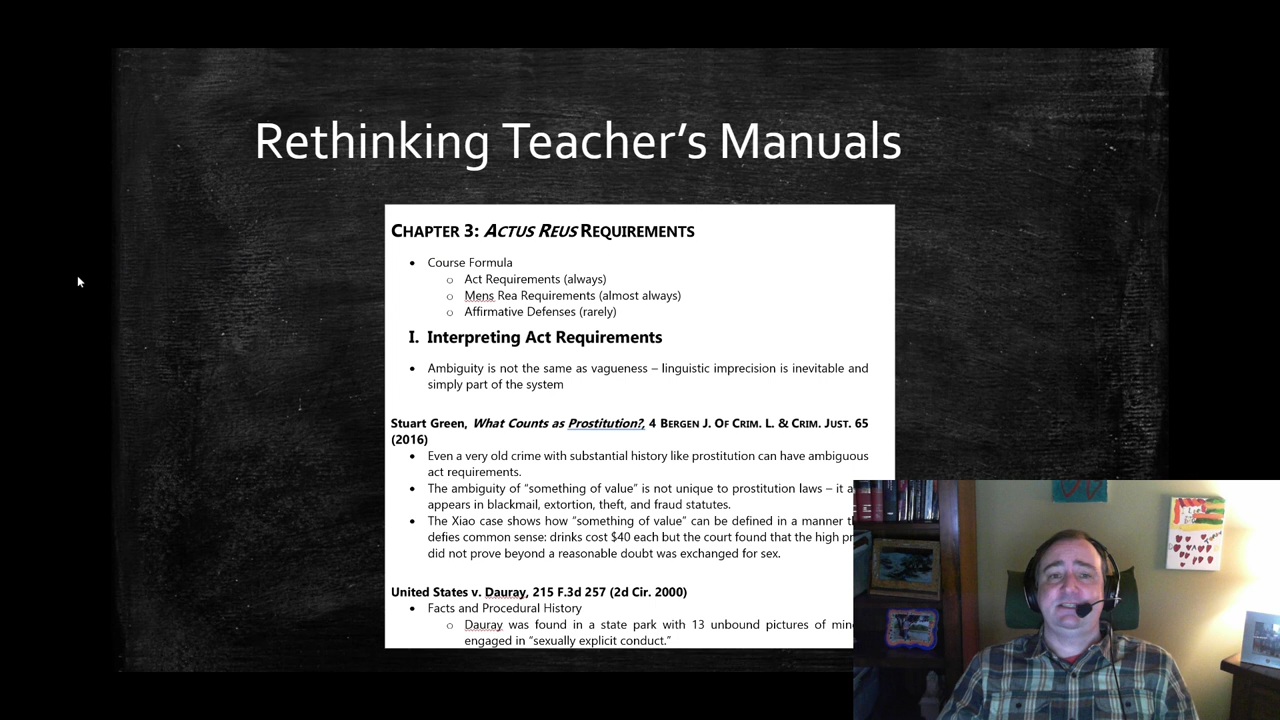 Rethinking Teacher’s Manuals
CHAPTER 3: ACTUS REUS REQUIREMENTS
• Course Formula
o Act Requirements (always)
o Mens Rea Requirements (almost always)
o Affirmative Defenses (rarely)
I. Interpreting Act Requirements
• Ambiguity is not the same as vagueness – linguistic imprecision is inevitable and
simply part of the system
Stuart Green, What Counts as Prostitution?, 4 BERGEN J. OF CRIM. L. & CRIM. JUST. 65
(2016)
• Even a very old crime with substantial history like prostitution can have ambiguous
act requirements.
• The ambiguity of “something of value” is not unique to prostitution laws – it
appears in blackmail, extortion, theft, and fraud statutes.
• The Xiao case shows how “something of value” can be defined in a manner
defies common sense: drinks cost $40 each but the court found that the high
did not prove beyond a reasonable doubt was exchanged for sex.
United States v. Dauray, 215 F.3d 257 (2d Cir. 2000)
• Facts and Procedural History
o Dauray was found in a state park with 13 unbound pictures of
engaged in “sexually explicit conduct.”